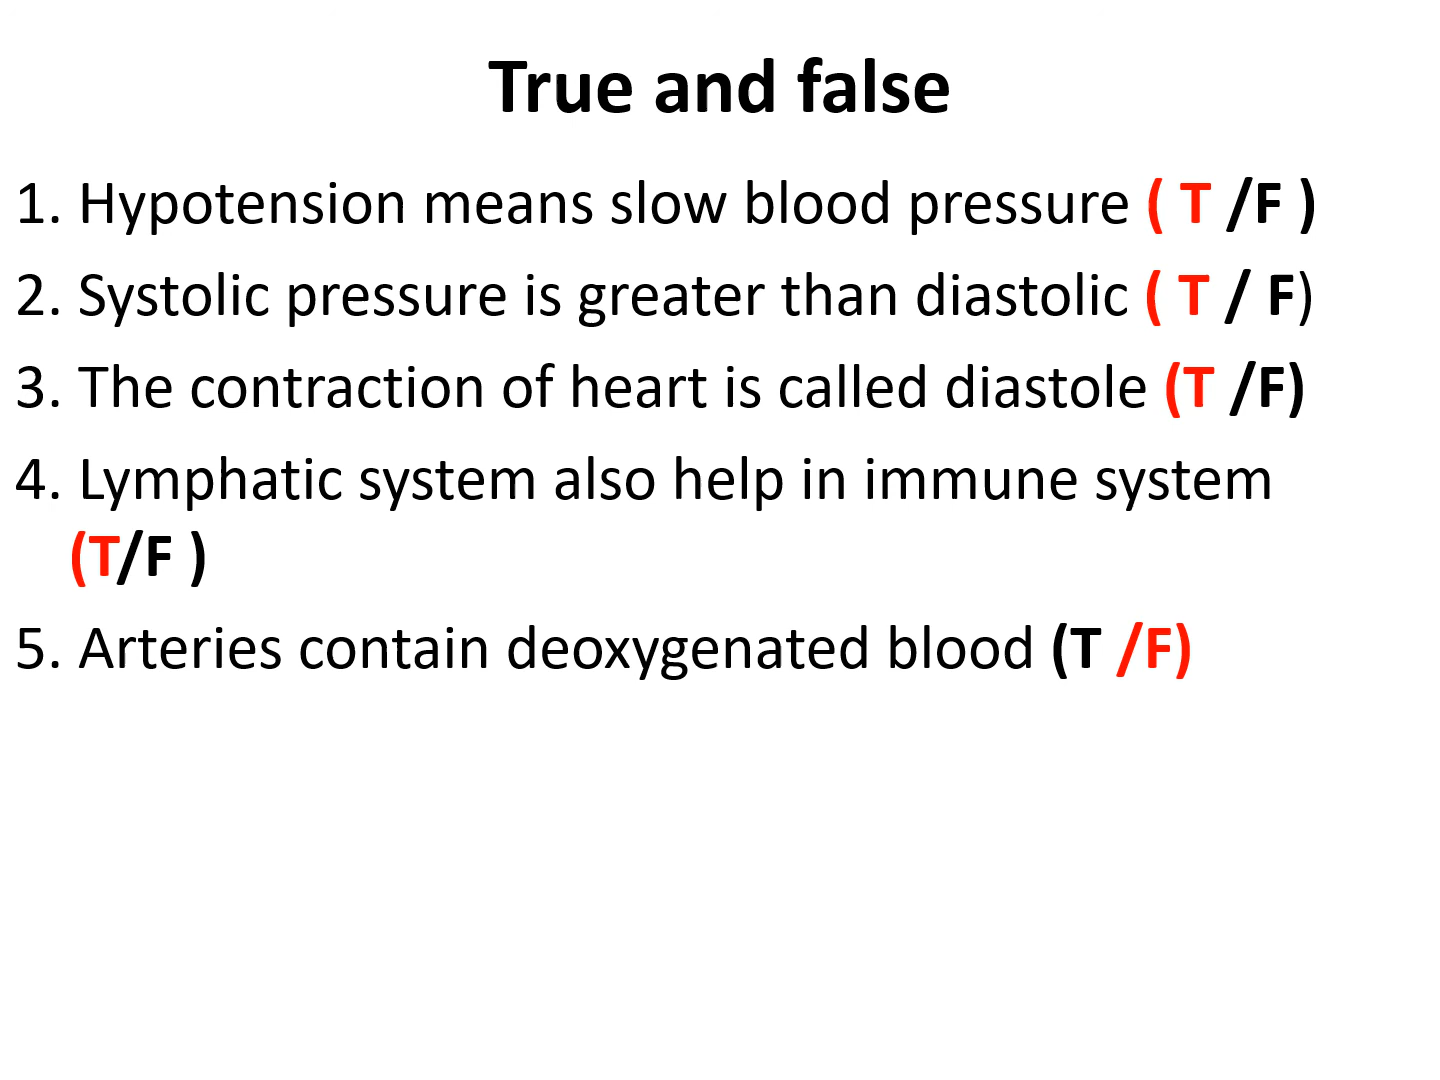 True and false
1. Hypotension means slow blood pressure ( T /F )
2. Systolic pressure is greater than diastolic ( T / F)
3. The contraction of heart is called diastole (T /F)
4. Lymphatic system also help in immune system
(T/F )
5. Arteries contain deoxygenated blood (T /F)